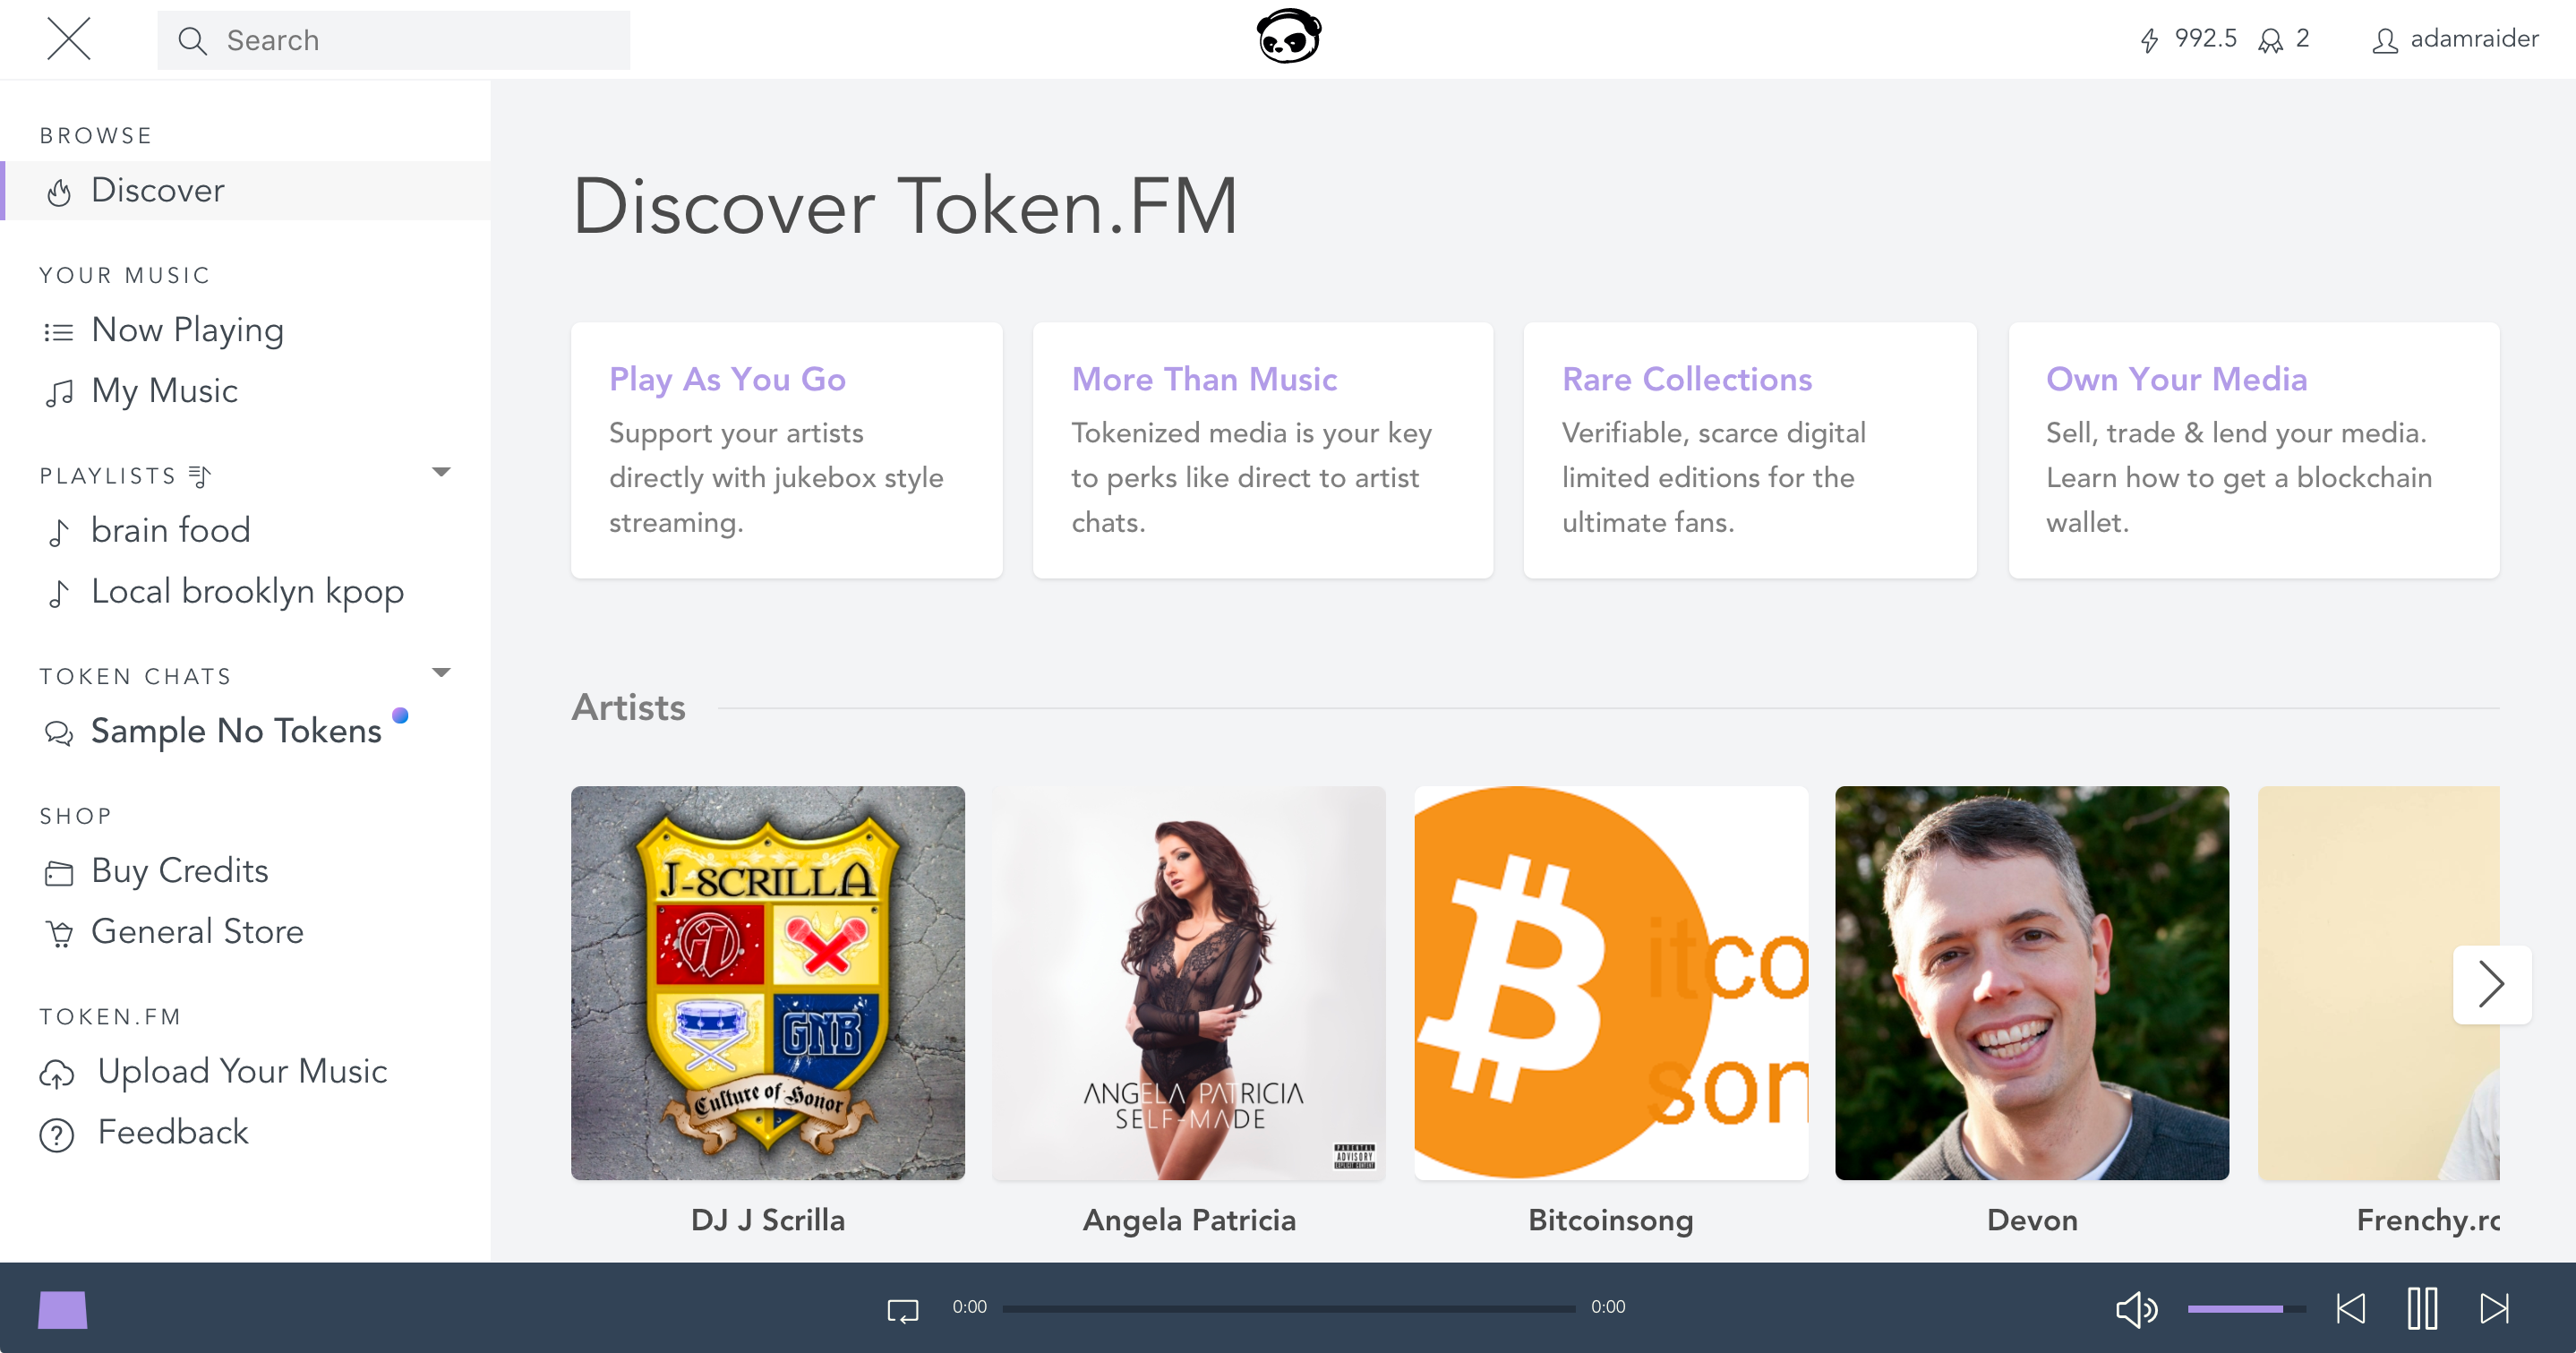 Search
992.5
2
adamraider
BROWSE
Discover
YOUR MUSIC
Now Playing
My Music
PLAYLISTS
brain food
Local brooklyn kpop
TOKEN CHATS
Sample No Tokens
SHOP
Buy Credits
General Store
TOKEN.FM
Upload Your Music
Feedback
Discover Token.FM
Play As You Go
Support your artists
directly with jukebox style
streaming.
More Than Music
Tokenized media is your key
to perks like direct to artist
chats.
Rare Collections
Verifiable, scarce digital
limited editions for the
ultimate fans.
Own Your Media
Sell, trade & lend your media.
Learn how to get a blockchain
wallet.
Artists
J-SCRILLA
GNB
Culture of Honor
DJ J Scrilla
ANGELA PATRICIA
SELF-MADE
PARENTAL
ADVISORY
EXPLICIT CONTENT
Angela Patricia
itco
son
Bitcoinsong
Devon
Frenchy.rc
0:00
0:00